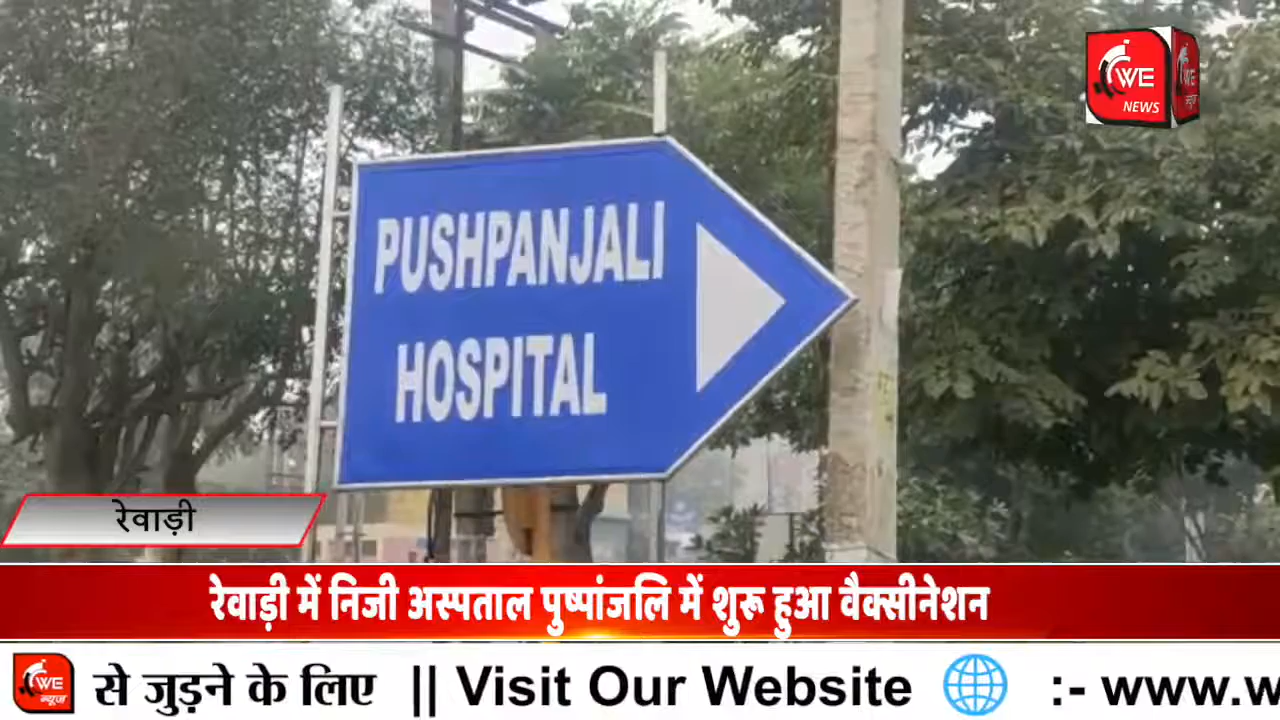 WE
NEWS
PUSHPANJALI
HOSPITAL
रेवाड़ी
रेवाड़ी में निजी अस्पताल पुष्पांजलि में शुरू हुआ वैक्सीनेशन
WE न्यूज़ से जुड़ने के लिए || Visit Our Website :- www.w